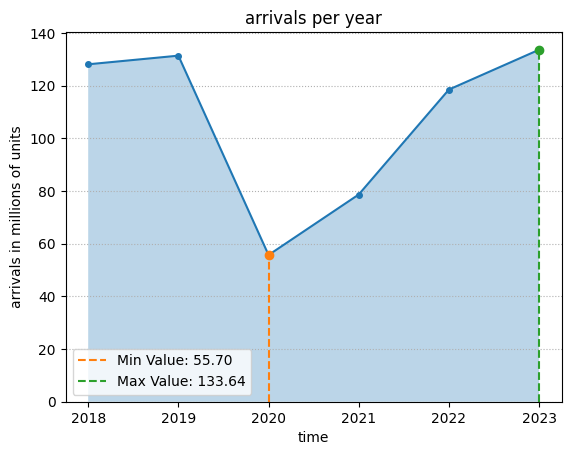 arrivals per year
arrivals in millions of units
140
120
100
80
60
40
20
0
Min Value: 55.70
Max Value: 133.64
2018 2019 2020 2021 2022 2023
time